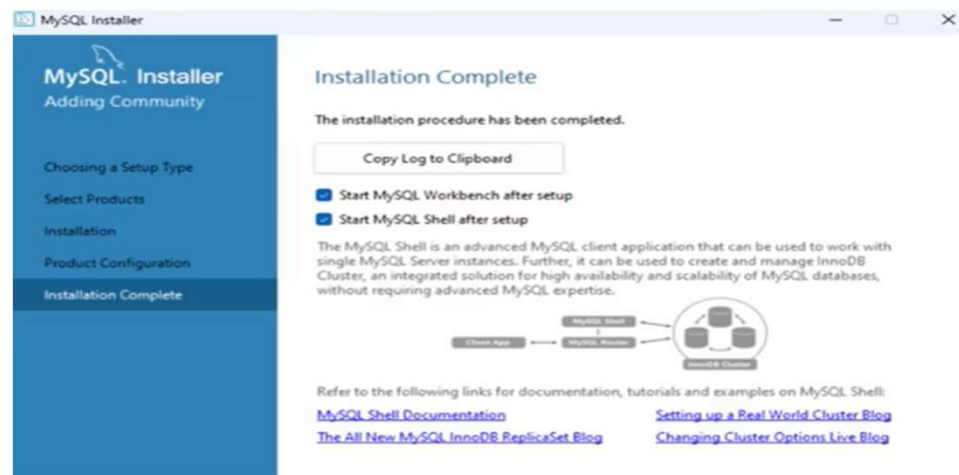 MySQL Installer
MySQL. Installer
Adding Community
Choosing a Setup Type
Select Products
Installation
Product Configuration
Installation Complete
Installation Complete
The installation procedure has been completed.
Copy Log to Clipboard
Start MySQL Workbench after setup
Start MySQL Shell after setup
The MySQL Shell is an advanced MySQL client application that can be used to work with
single MySQL Server instances. Further, it can be used to create and manage InnoDB
Cluster, an integrated solution for high availability and scalability of MySQL databases,
without requiring advanced MySQL expertise.
MySQL Shell
Client App
MySQL Router
InnoDB Cluster
Refer to the following links for documentation, tutorials and examples on MySQL Shell:
MySQL Shell Documentation
Setting up a Real World Cluster Blog
The All New MySQL InnoDB ReplicaSet Blog
Changing Cluster Options Live Blog